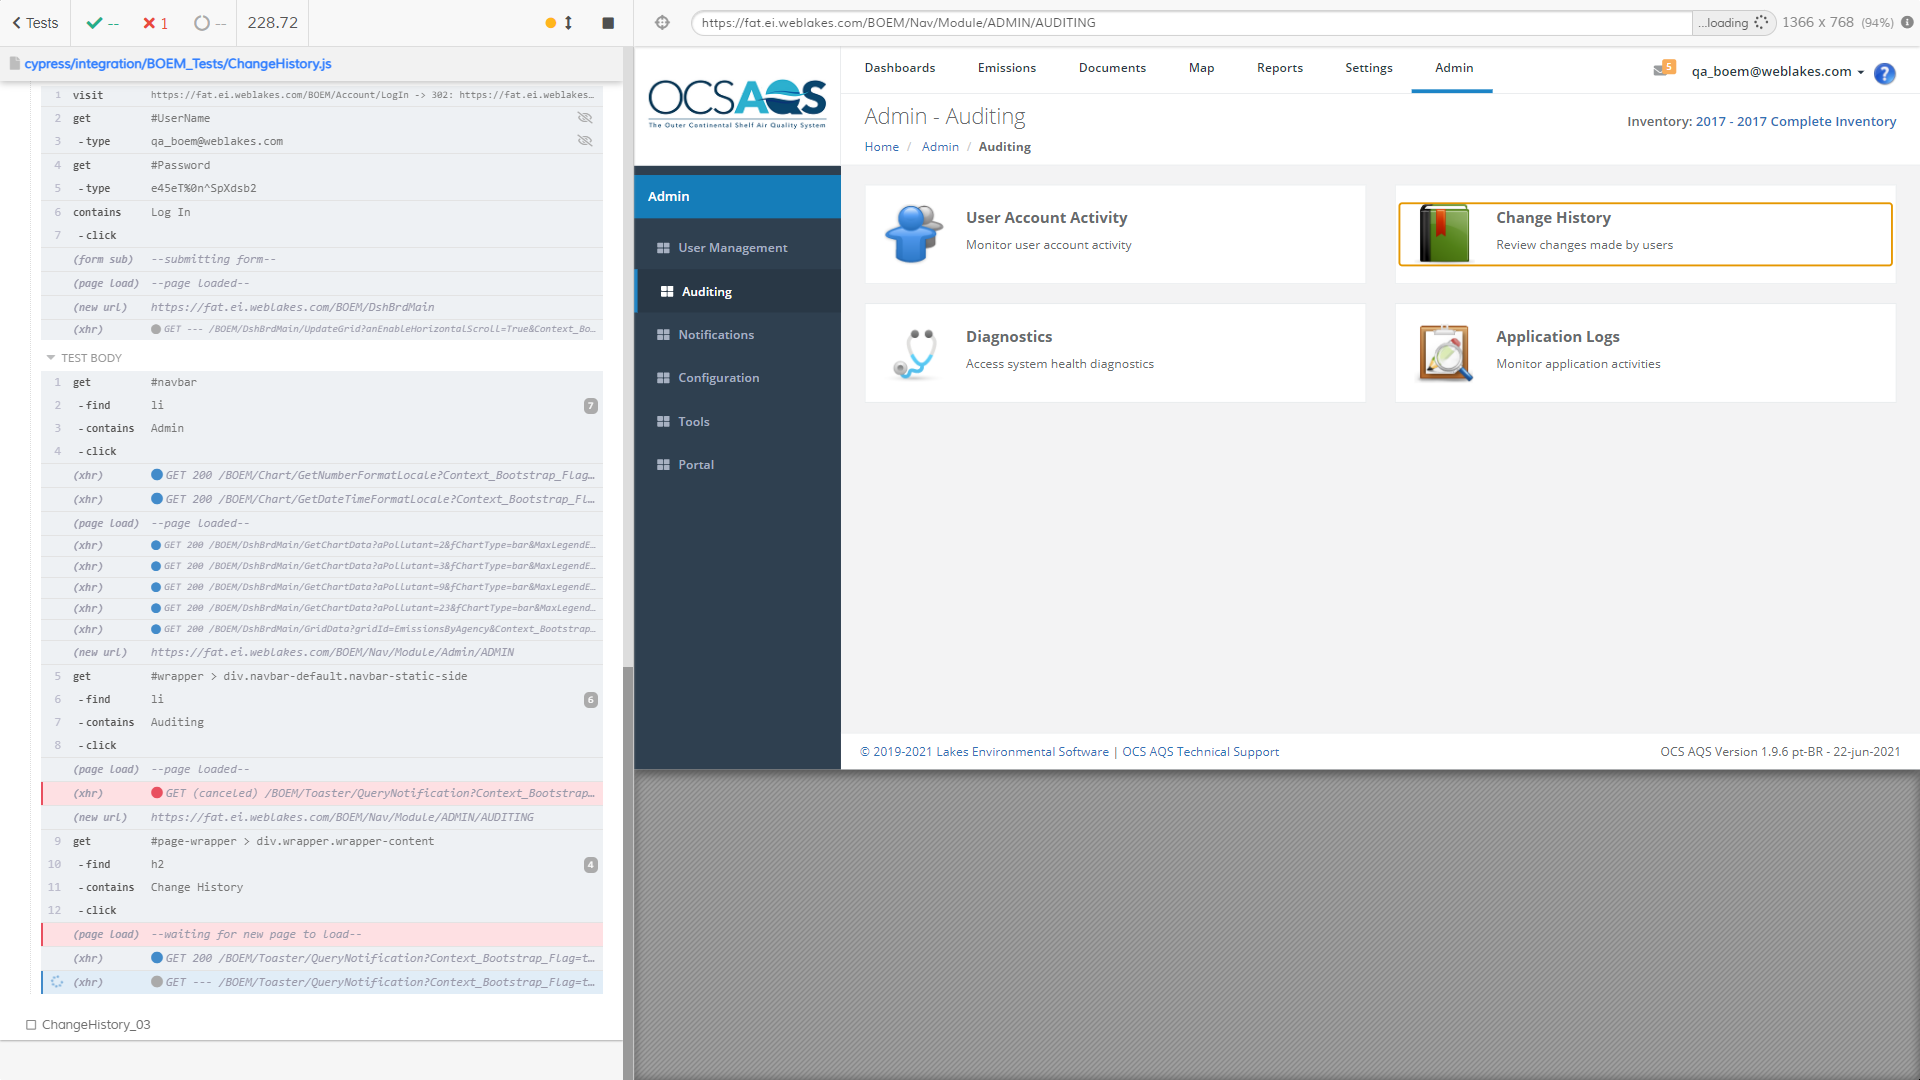 Tests
--
1
--
228.72
https://fat.ei.weblakes.com/BOEM/Nav/Module/ADMIN/AUDITING
...loading
1366 x 768 (94%)
cypress/integration/BOEM_Tests/ChangeHistory.js
1 visit https://fat.ei.weblakes.com/BOEM/Account/LogIn -> 302: https://fat.ei.weblakes…
2 get #UserName
3 -type qa_boem@weblakes.com
4 get #Password
5 -type e45eT%0n^SpXdsb2
6 contains Log In
7 -click
(form sub) --submitting form--
(page load) --page loaded--
(new url) https://fat.ei.weblakes.com/BOEM/DshBrdMain
(xhr) GET --- /BOEM/DshBrdMain/UpdateGrid?anEnableHorizontalScroll=True&Context_Bo…
TEST BODY
1 get #navbar
2 -find li 7
3 -contains Admin
4 -click
(xhr) GET 200 /BOEM/Chart/GetNumberFormatLocale?Context_Bootstrap_Flag…
(xhr) GET 200 /BOEM/Chart/GetDateTimeFormatLocale?Context_Bootstrap_Fl…
(page load) --page loaded--
(xhr) GET 200 /BOEM/DshBrdMain/GetChartData?aPollutant=2&fChartType=bar&MaxLegendE…
(xhr) GET 200 /BOEM/DshBrdMain/GetChartData?aPollutant=3&fChartType=bar&MaxLegendE…
(xhr) GET 200 /BOEM/DshBrdMain/GetChartData?aPollutant=9&fChartType=bar&MaxLegendE…
(xhr) GET 200 /BOEM/DshBrdMain/GetChartData?aPollutant=23&fChartType=bar&MaxLegend…
(xhr) GET 200 /BOEM/DshBrdMain/GridData?gridId=EmissionsByAgency&Context_Bootstrap…
(new url) https://fat.ei.weblakes.com/BOEM/Nav/Module/Admin/ADMIN
5 get #wrapper > div.navbar-default.navbar-static-side
6 -find li 6
7 -contains Auditing
8 -click
(page load) --page loaded--
(xhr) GET (canceled) /BOEM/Toaster/QueryNotification?Context_Bootstrap…
(new url) https://fat.ei.weblakes.com/BOEM/Nav/Module/ADMIN/AUDITING
9 get #page-wrapper > div.wrapper.wrapper-content
10 -find h2 4
11 -contains Change History
12 -click
(page load) --waiting for new page to load--
(xhr) GET 200 /BOEM/Toaster/QueryNotification?Context_Bootstrap_Flag=t…
(xhr) GET --- /BOEM/Toaster/QueryNotification?Context_Bootstrap_Flag=t…
ChangeHistory_03
OCSAQS
The Outer Continental Shelf Air Quality System
Dashboards Emissions Documents Map Reports Settings Admin
5 qa_boem@weblakes.com ?
Admin - Auditing
Inventory: 2017 - 2017 Complete Inventory
Home / Admin / Auditing
Admin
User Management
Auditing
Notifications
Configuration
Tools
Portal
User Account Activity
Monitor user account activity
Change History
Review changes made by users
Diagnostics
Access system health diagnostics
Application Logs
Monitor application activities
© 2019-2021 Lakes Environmental Software | OCS AQS Technical Support
OCS AQS Version 1.9.6 pt-BR - 22-jun-2021